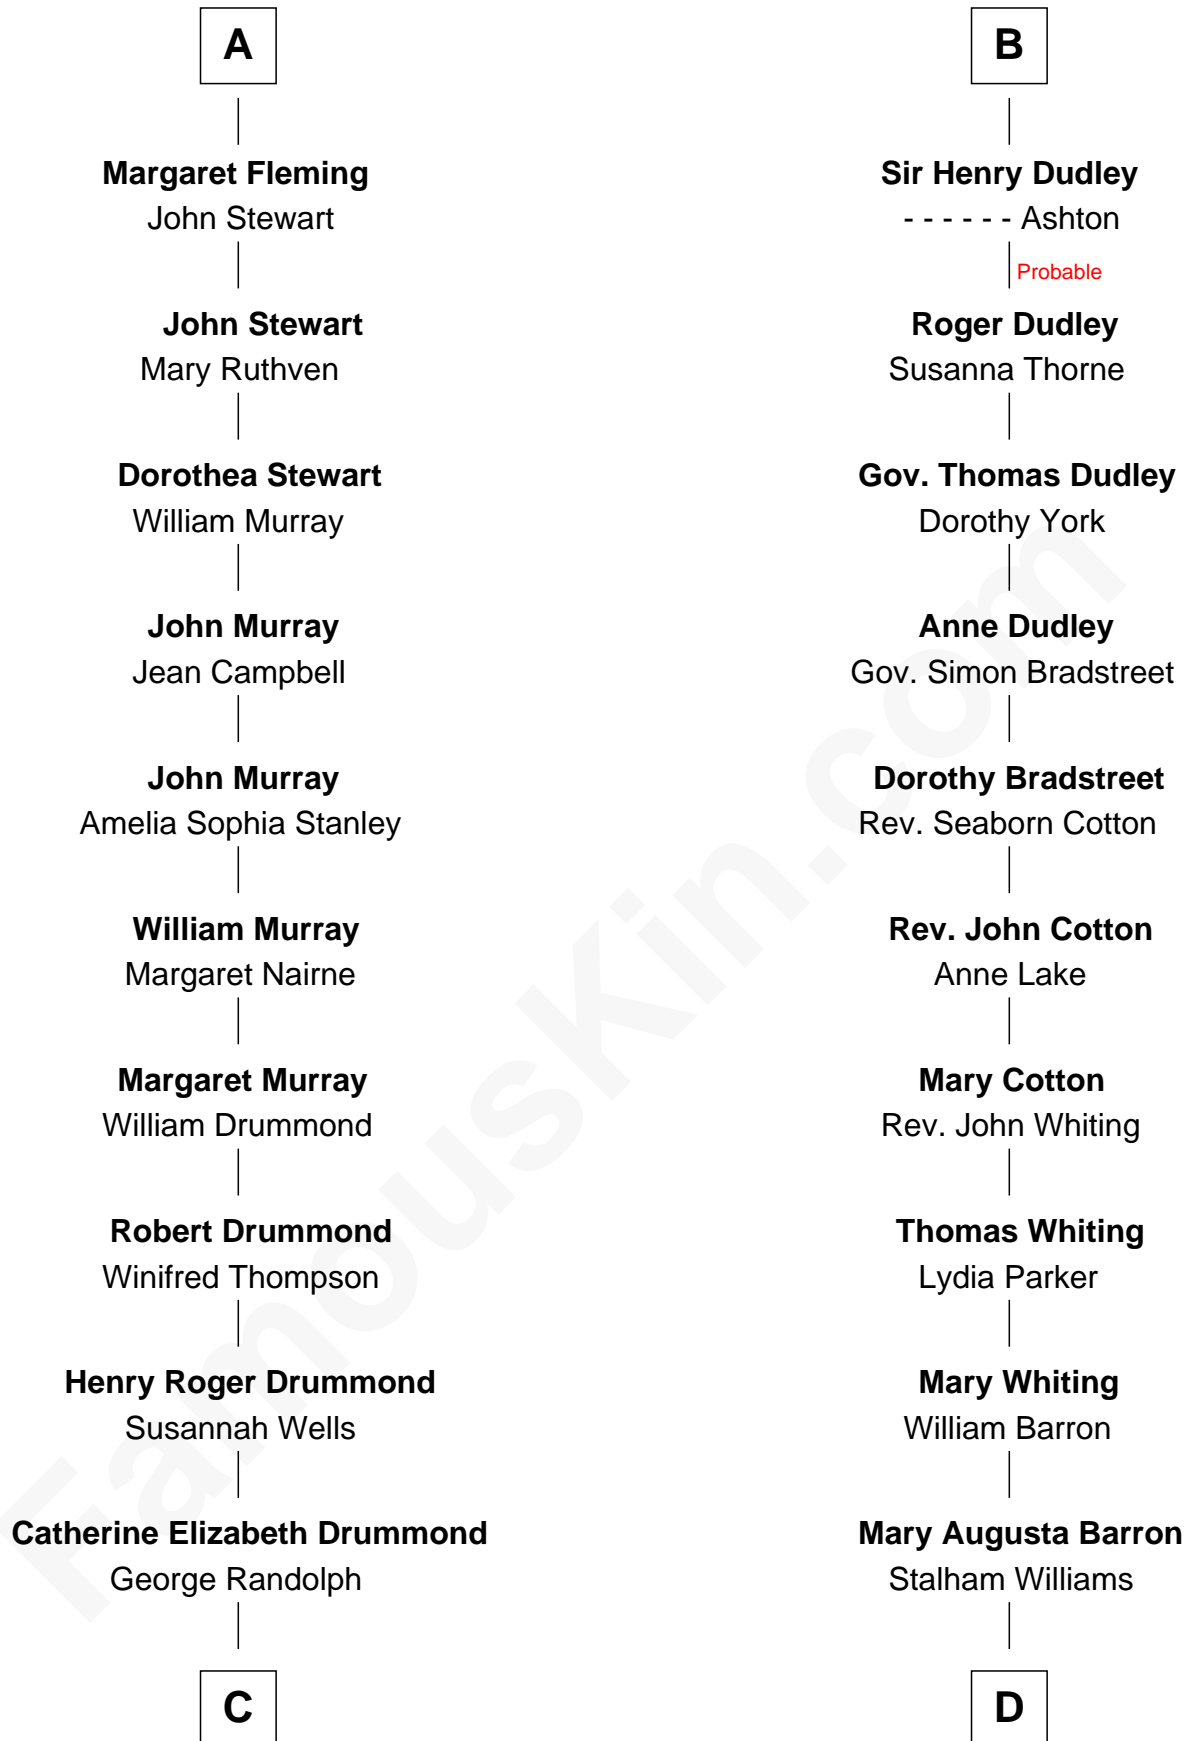 A
Margaret Fleming
John Stewart
John Stewart
Mary Ruthven
Dorothea Stewart
William Murray
John Murray
Jean Campbell
John Murray
Amelia Sophia Stanley
William Murray
Margaret Nairne
Margaret Murray
William Drummond
Robert Drummond
Winifred Thompson
Henry Roger Drummond
Susannah Wells
Catherine Elizabeth Drummond
George Randolph
C
B
Sir Henry Dudley
- - - - - - Ashton
Probable
Roger Dudley
Susanna Thorne
Gov. Thomas Dudley
Dorothy York
Anne Dudley
Gov. Simon Bradstreet
Dorothy Bradstreet
Rev. Seaborn Cotton
Rev. John Cotton
Anne Lake
Mary Cotton
Rev. John Whiting
Thomas Whiting
Lydia Parker
Mary Whiting
William Barron
Mary Augusta Barron
Stalham Williams
D
FamousKin.com